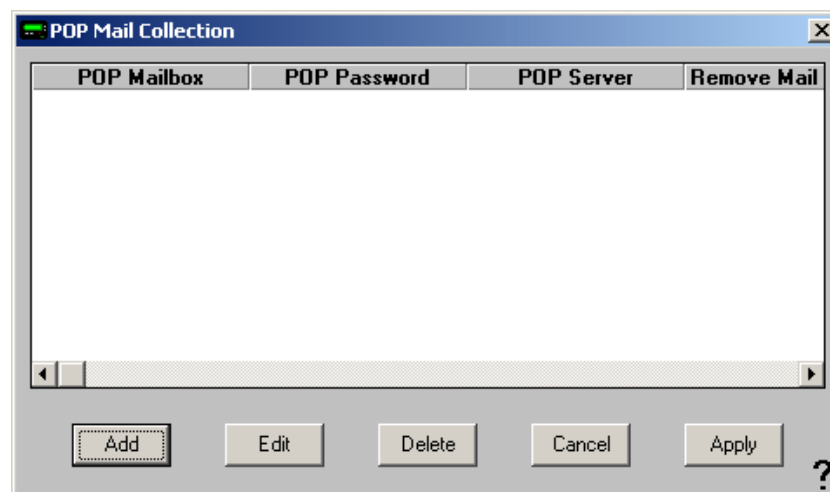 POP Mail Collection
POP Mailbox POP Password POP Server Remove Mail
Add Edit Delete Cancel Apply
?